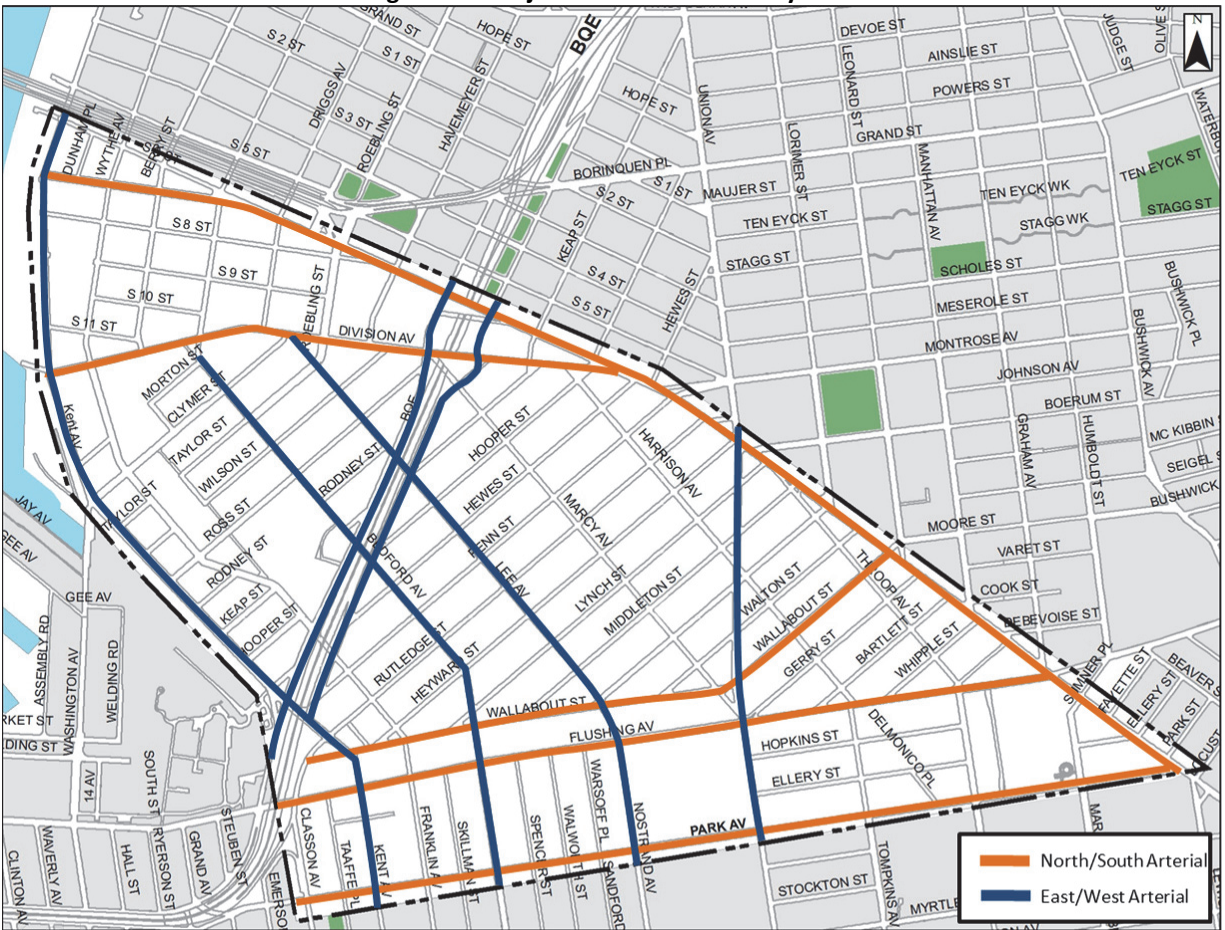 GRAND ST
HOPE ST
BQE
DEVOE ST
JUDGE ST
OLIVE S
N
S 2 ST
S 1 ST
DRIGGS AV
AINSLIE ST
LEONARD ST
POWERS ST
HAVEMEYER ST
HOPE ST
UNION AV
WATERBU
S 3 ST
ROEBLING ST
DUNHAM PL
WYTHE AV
BERRY ST
S 5 ST
GRAND ST
LORIMER ST
MANHATTAN AV
BORINQUEN PL
S 1 ST
S 2 ST
MAUJER ST
TEN EYCK ST
TEN EYCK WK
TEN EYCK ST
STAGG ST
STAGG WK
S 8 ST
KEAP ST
STAGG ST
SCHOLES ST
S 9 ST
S 4 ST
HEWES ST
BUSHWICK PL
S 10 ST
S 5 ST
MESEROLE ST
ROEBLING ST
S 11 ST
DIVISION AV
MONTROSE AV
BUSHWICK AV
MORTON ST
JOHNSON AV
CLYMER ST
BQE
BOERUM ST
Kent AV
HOOPER ST
TAYLOR ST
GRAHAM AV
HUMBOLDT ST
MC KIBBIN
WILSON ST
RODNEY ST
HARRISON AV
SEIGEL S
HEWES ST
JAY AV
TAYLOR ST
BUSHWICK
ROSS ST
MARCY AV
MOORE ST
GEE AV
PENN ST
VARET ST
RODNEY ST
BEDFORD AV
LEE AV
THROOP AV
COOK ST
KEAP ST
LYNCH ST
WALTON ST
GEE AV
MIDDLETON ST
WALLABOUT ST
DEBEVOISE ST
HOOPER ST
BARTLETT ST
ASSEMBLY RD
WASHINGTON AV
WELDING RD
RUTLEDGE ST
GERRY ST
WHIPPLE ST
SUMNER PL
HEYWARD ST
FAYETTE ST
BEAVER S
ELLERY ST
WALLABOUT ST
RKET ST
DING ST
FLUSHING AV
DELMONICO PL
PARK ST
CUST
HOPKINS ST
14 AV
SOUTH ST
WARSOFF PL
ELLERY ST
STEUBEN ST
CLASSON AV
FRANKLIN AV
SKILLMAN ST
SPENCER ST
WALWORTH ST
NOSTRAND AV
PARK AV
MAR
CLINTON AV
WAVERLY AV
HALL ST
RYERSON ST
GRAND AV
TAAFFE PL
KENT AV
North/South Arterial
EMERSO
SANDFORD
STOCKTON ST
TOMPKINS AV
East/West Arterial
MYRTLE